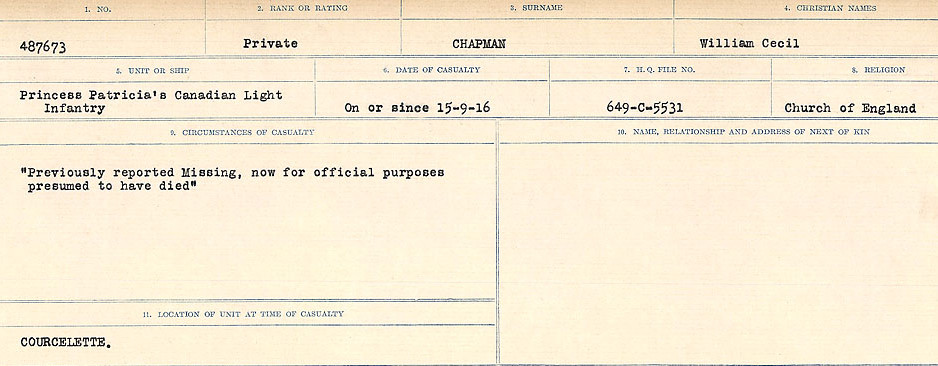 1. NO.
2. RANK OR RATING
3. SURNAME
4. CHRISTIAN NAMES
487673
Private
CHAPMAN
William Cecil
5. UNIT OR SHIP
6. DATE OF CASUALTY
7. H.Q. FILE NO.
8. RELIGION
Princess Patricia's Canadian Light
Infantry
On or since 15-9-16
649-C-5531
Church of England
9. CIRCUMSTANCES OF CASUALTY
10. NAME, RELATIONSHIP AND ADDRESS OF NEXT OF KIN
"Previously reported Missing, now for official purposes
presumed to have died"
11. LOCATION OF UNIT AT TIME OF CASUALTY
COURCELETTE.